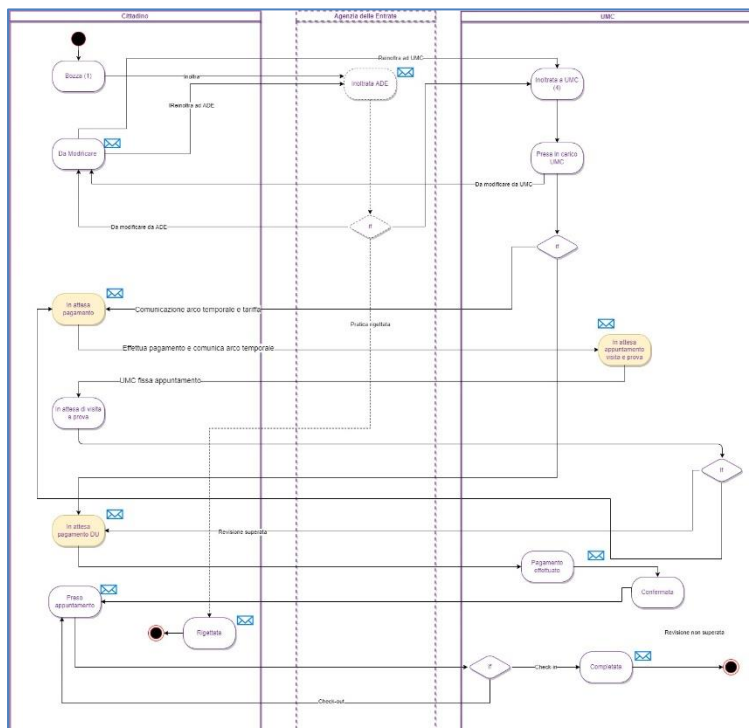 Cittadino
Agenzia delle Entrate
UMC
Reinoltra ad UMC
Bozza (1)
Inoltra
Inoltrata ADE
Inoltrata a UMC
(4)
Reinoltra ad ADE
Da Modificare
Presa in carico
UMC
Da modificare da UMC
Da modificare da ADE
If
If
In attesa
pagamento
Comunicazione arco temporale e tariffa
Pratica rigettata
Effettua pagamento e comunica arco temporale
In attesa
appuntamento
visita e prova
UMC fissa appuntamento
In attesa di visita
e prova
If
In attesa
pagamento DU
Revisione superata
Pagamento
effettuato
Confermata
Preso
appuntamento
Rigettata
Revisione non superata
If
Check in
Completata
Check-out